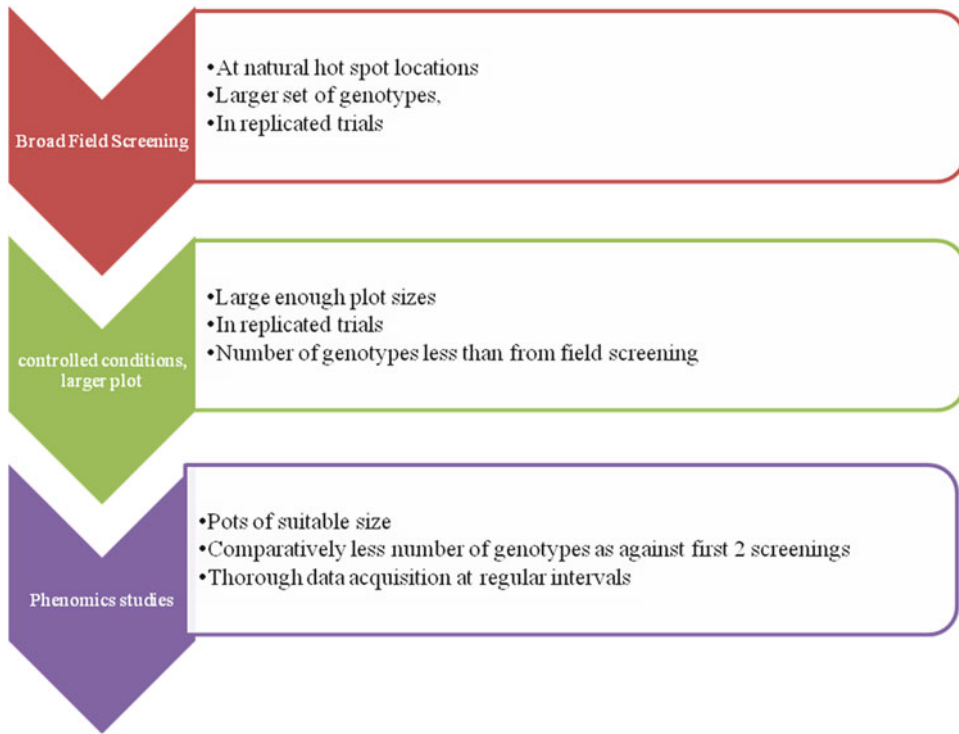 Broad Field Screening
•At natural hot spot locations
•Larger set of genotypes,
•In replicated trials
controlled conditions,
larger plot
•Large enough plot sizes
•In replicated trials
•Number of genotypes less than from field screening
Phenomics studies
•Pots of suitable size
•Comparatively less number of genotypes as against first 2 screenings
•Thorough data acquisition at regular intervals